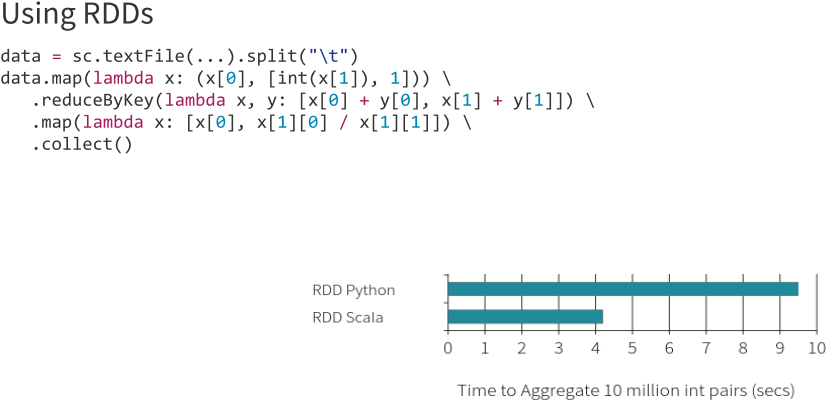 Using RDDs
data = sc.textFile(...).split("\t")
data.map(lambda x: (x[0], [int(x[1]), 1])) \
   .reduceByKey(lambda x, y: [x[0] + y[0], x[1] + y[1]]) \
   .map(lambda x: [x[0], x[1][0] / x[1][1]]) \
   .collect()
RDD Python
RDD Scala
0 1 2 3 4 5 6 7 8 9 10
Time to Aggregate 10 million int pairs (secs)